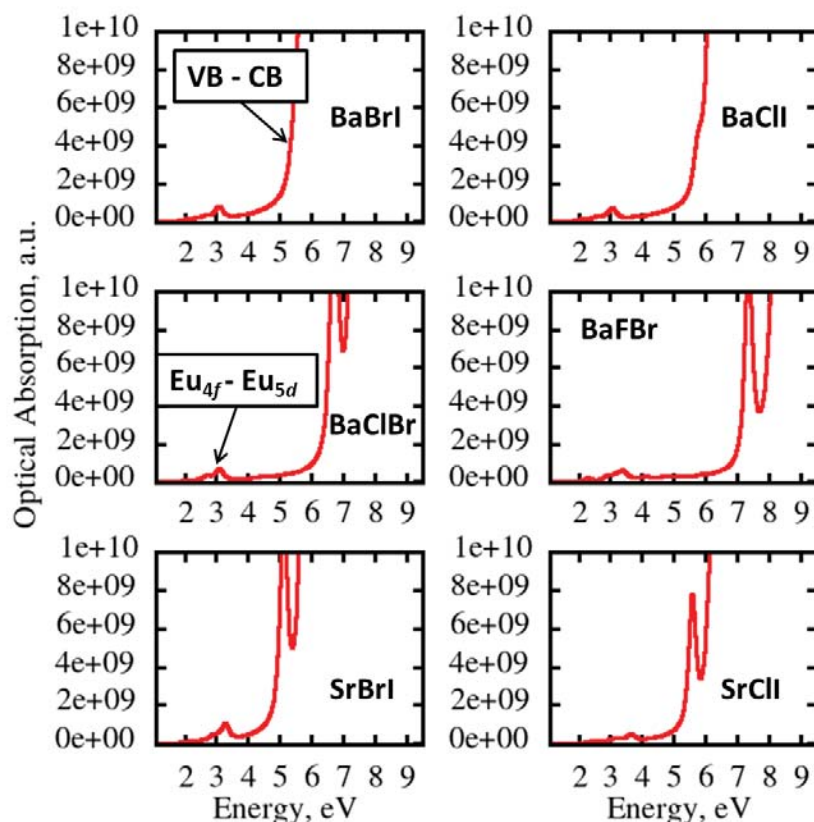 Optical Absorption, a.u.
1e+10
8e+09
6e+09
4e+09
2e+09
0e+00
VB - CB
BaBrI
2 3 4 5 6 7 8 9
1e+10
8e+09
6e+09
4e+09
2e+09
0e+00
BaClI
2 3 4 5 6 7 8 9
1e+10
8e+09
6e+09
4e+09
2e+09
0e+00
Eu4f - Eu5d
BaClBr
2 3 4 5 6 7 8 9
1e+10
8e+09
6e+09
4e+09
2e+09
0e+00
BaFBr
2 3 4 5 6 7 8 9
1e+10
8e+09
6e+09
4e+09
2e+09
0e+00
SrBrI
2 3 4 5 6 7 8 9
Energy, eV
1e+10
8e+09
6e+09
4e+09
2e+09
0e+00
SrClI
2 3 4 5 6 7 8 9
Energy, eV